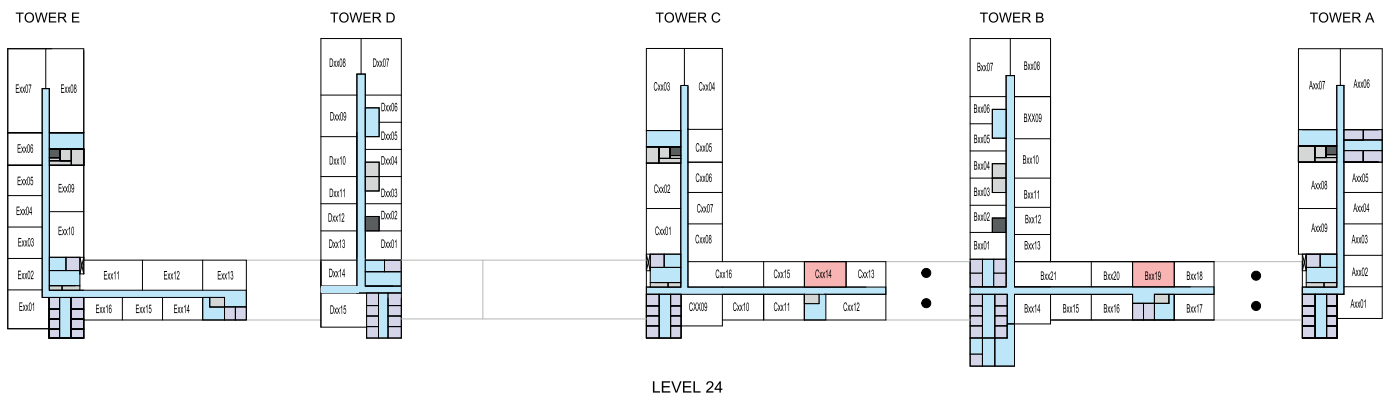 TOWER E TOWER D TOWER C TOWER B TOWER A
Exx07 Exx08
Exx06
Exx05 Exx09
Exx04
Exx03 Exx10
Exx02 Exx11 Exx12 Exx13
Exx01 Exx16 Exx15 Exx14
Dxx08 Dxx07
Dxx09 Dxx06
Dxx05
Dxx10 Dxx04
Dxx11 Dxx03
Dxx12 Dxx02
Dxx13 Dxx01
Dxx14
Dxx15
Cxx03 Cxx04
Cxx05
Cxx02 Cxx06
Cxx07
Cxx01 Cxx08
Cxx16 Cxx15 Cxx14 Cxx13
CXX09 Cxx10 Cxx11 Cxx12
Bxx07 Bxx08
Bxx06 BXX09
Bxx05
Bxx04 Bxx10
Bxx03 Bxx11
Bxx02 Bxx12
Bxx01 Bxx13
Bxx21 Bxx20 Bxx19 Bxx18
Bxx14 Bxx15 Bxx16 Bxx17
Axx07 Axx06
Axx08 Axx05
Axx04
Axx09 Axx03
Axx02
Axx01
LEVEL 24